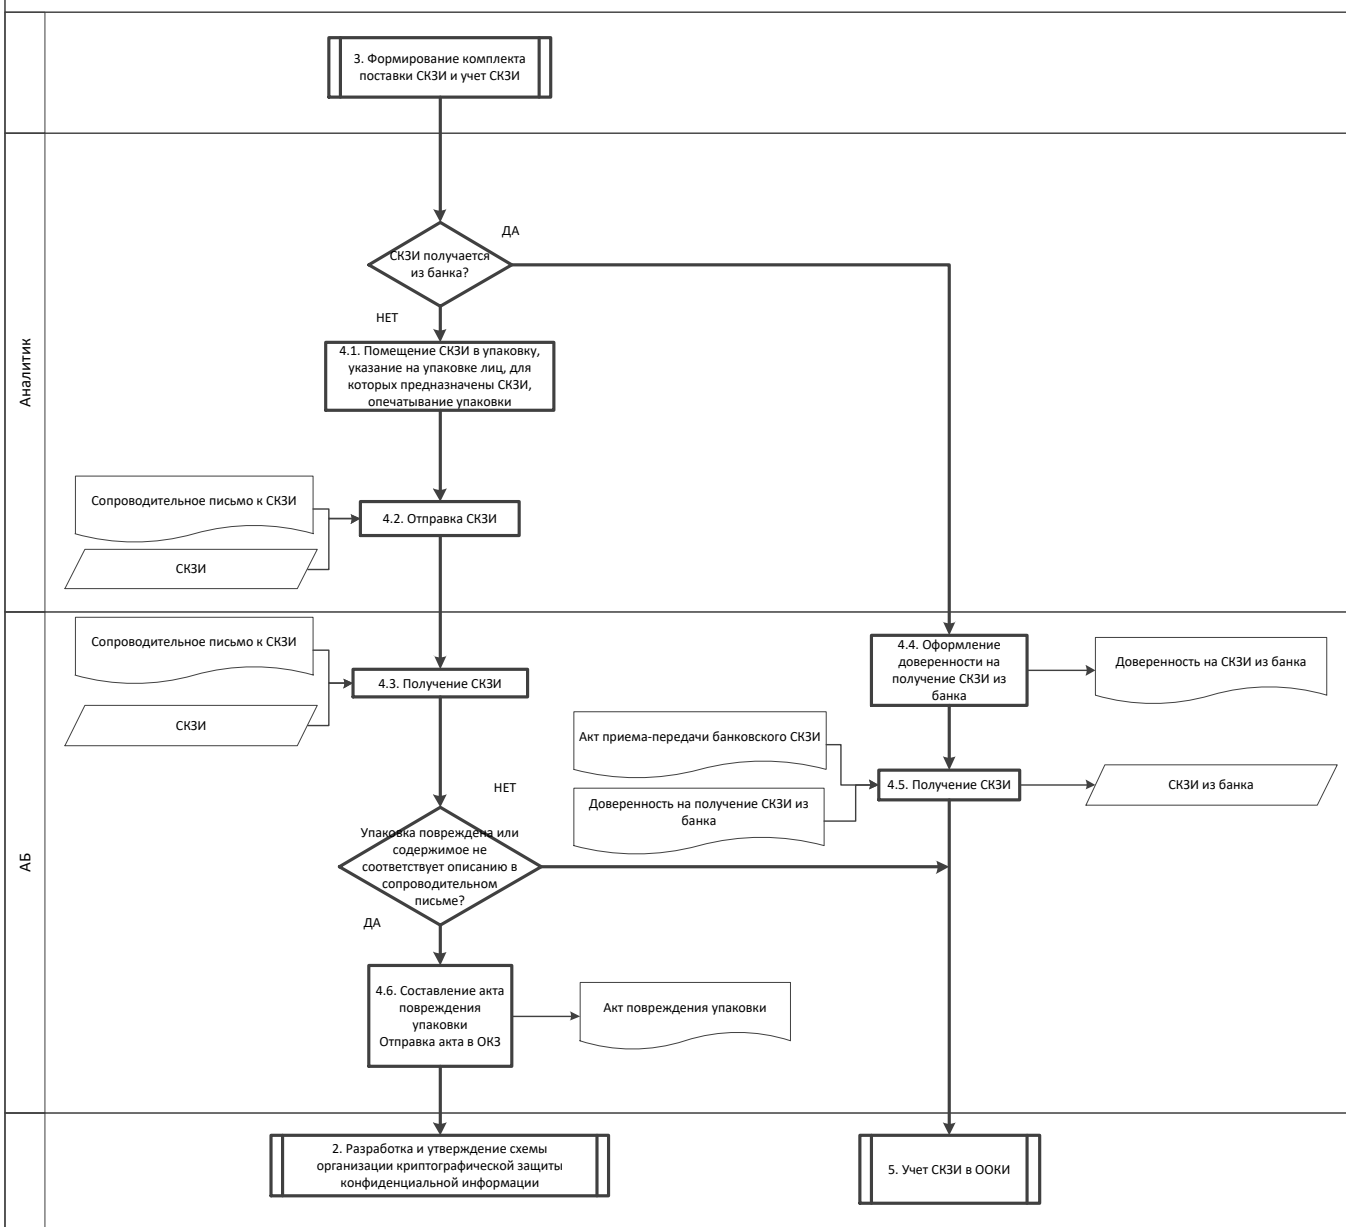 3. Формирование комплекта
поставки СКЗИ и учет СКЗИ
Аналитик
ДА
СКЗИ получается
из банка?
НЕТ
4.1. Помещение СКЗИ в упаковку,
указание на упаковке лиц, для
которых предназначены СКЗИ,
опечатывание упаковки
Сопроводительное письмо к СКЗИ
4.2. Отправка СКЗИ
СКЗИ
АБ
Сопроводительное письмо к СКЗИ
4.3. Получение СКЗИ
СКЗИ
4.4. Оформление
доверенности на
получение СКЗИ из
банка
Доверенность на СКЗИ из банка
Акт приема-передачи банковского СКЗИ
4.5. Получение СКЗИ
СКЗИ из банка
Доверенность на получение СКЗИ из
банка
НЕТ
Упаковка повреждена или
содержимое не
соответствует описанию в
сопроводительном
письме?
ДА
4.6. Составление акта
повреждения
упаковки
Отправка акта в ОКЗ
Акт повреждения упаковки
2. Разработка и утверждение схемы
организации криптографической защиты
конфиденциальной информации
5. Учет СКЗИ в ООКИ